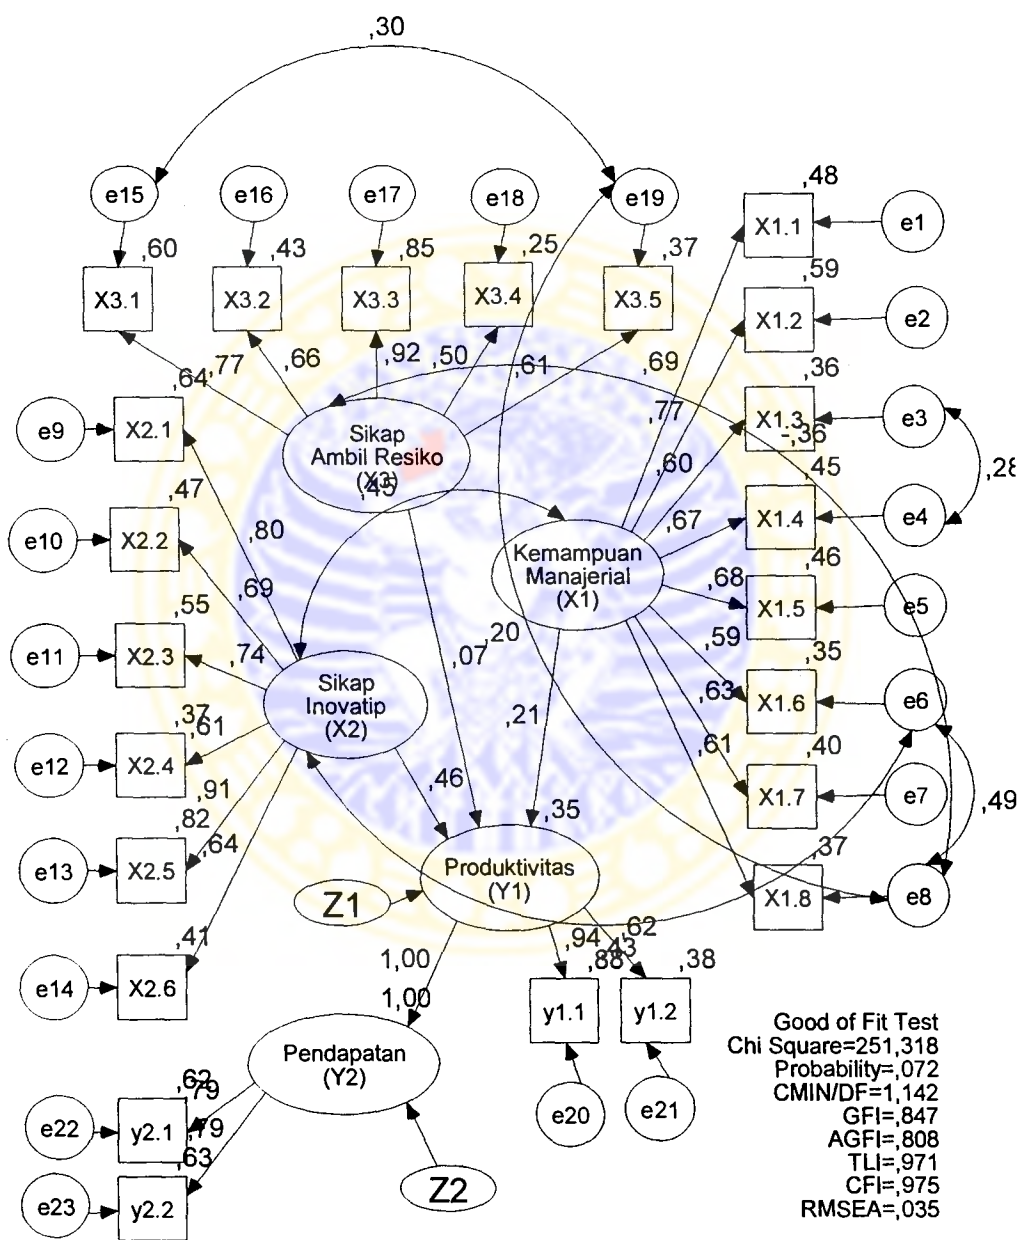 ,30
e15
e16
e17
e18
e19
,60
,43
,85
,25
,37
X3.1
X3.2
X3.3
X3.4
X3.5
,77
,66
,92
,50
,61
Sikap
Ambil Resiko
(X3)
,45
,48
X1.1
e1
,59
X1.2
e2
,36
X1.3
e3
-,36
,45
X1.4
e4
,28
,46
X1.5
e5
,35
X1.6
e6
,40
X1.7
e7
,49
,37
X1.8
e8
,69
,77
,60
,67
,68
,59
,63
,61
Kemampuan
Manajerial
(X1)
,64
e9
X2.1
,47
e10
X2.2
,55
e11
X2.3
,37
e12
X2.4
,82
e13
X2.5
,41
e14
X2.6
,80
,69
,74
,61
,91
,64
Sikap
Inovatip
(X2)
,07
,20
,21
,46
,35
Produktivitas
(Y1)
Z1
,94
,62
,43
,88
,38
y1.1
y1.2
e20
e21
1,00
1,00
Pendapatan
(Y2)
Z2
,62
,79
e22
y2.1
,79
,63
e23
y2.2
Good of Fit Test
Chi Square=251,318
Probability=,072
CMIN/DF=1,142
GFI=,847
AGFI=,808
TLI=,971
CFI=,975
RMSEA=,035